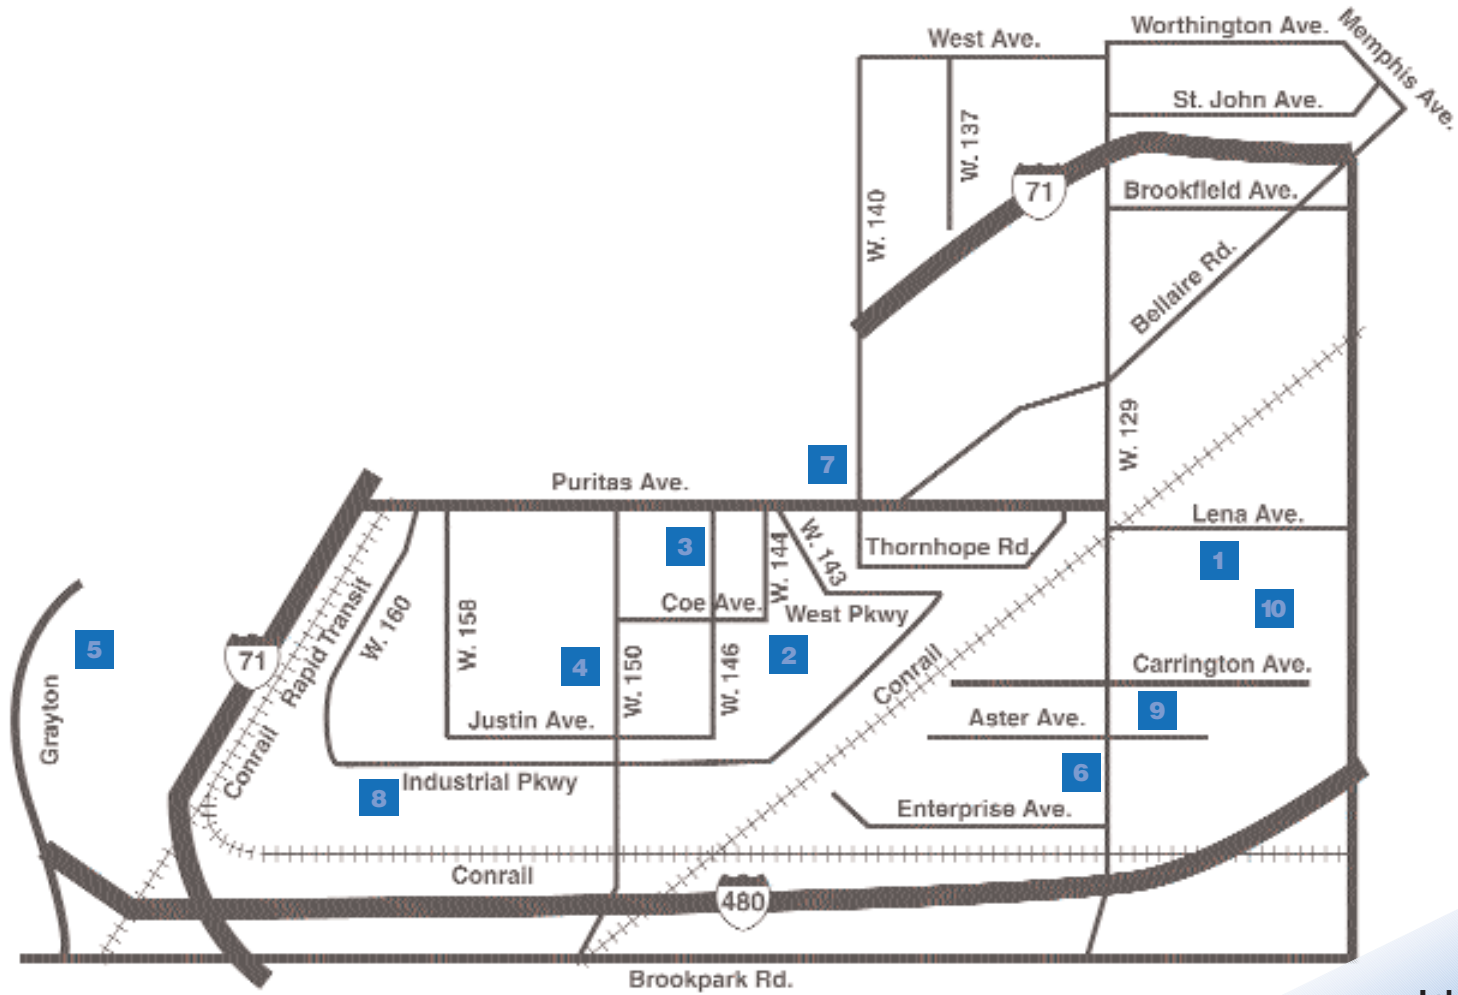 Worthington Ave.
Memphis Ave.
West Ave.
St. John Ave.
W. 137
71
Brookfield Ave.
W. 140
Bellaire Rd.
W. 129
7
Puritas Ave.
Lena Ave.
3
W. 144
W. 143
Thornhope Rd.
1
Rapid Transit
W. 160
W. 158
Coe Ave.
West Pkwy
10
5
71
4
W. 150
W. 146
2
Conrail
Carrington Ave.
Grayton
Justin Ave.
Aster Ave.
9
Conrail
8
Industrial Pkwy
6
Enterprise Ave.
Conrail
480
Brookpark Rd.